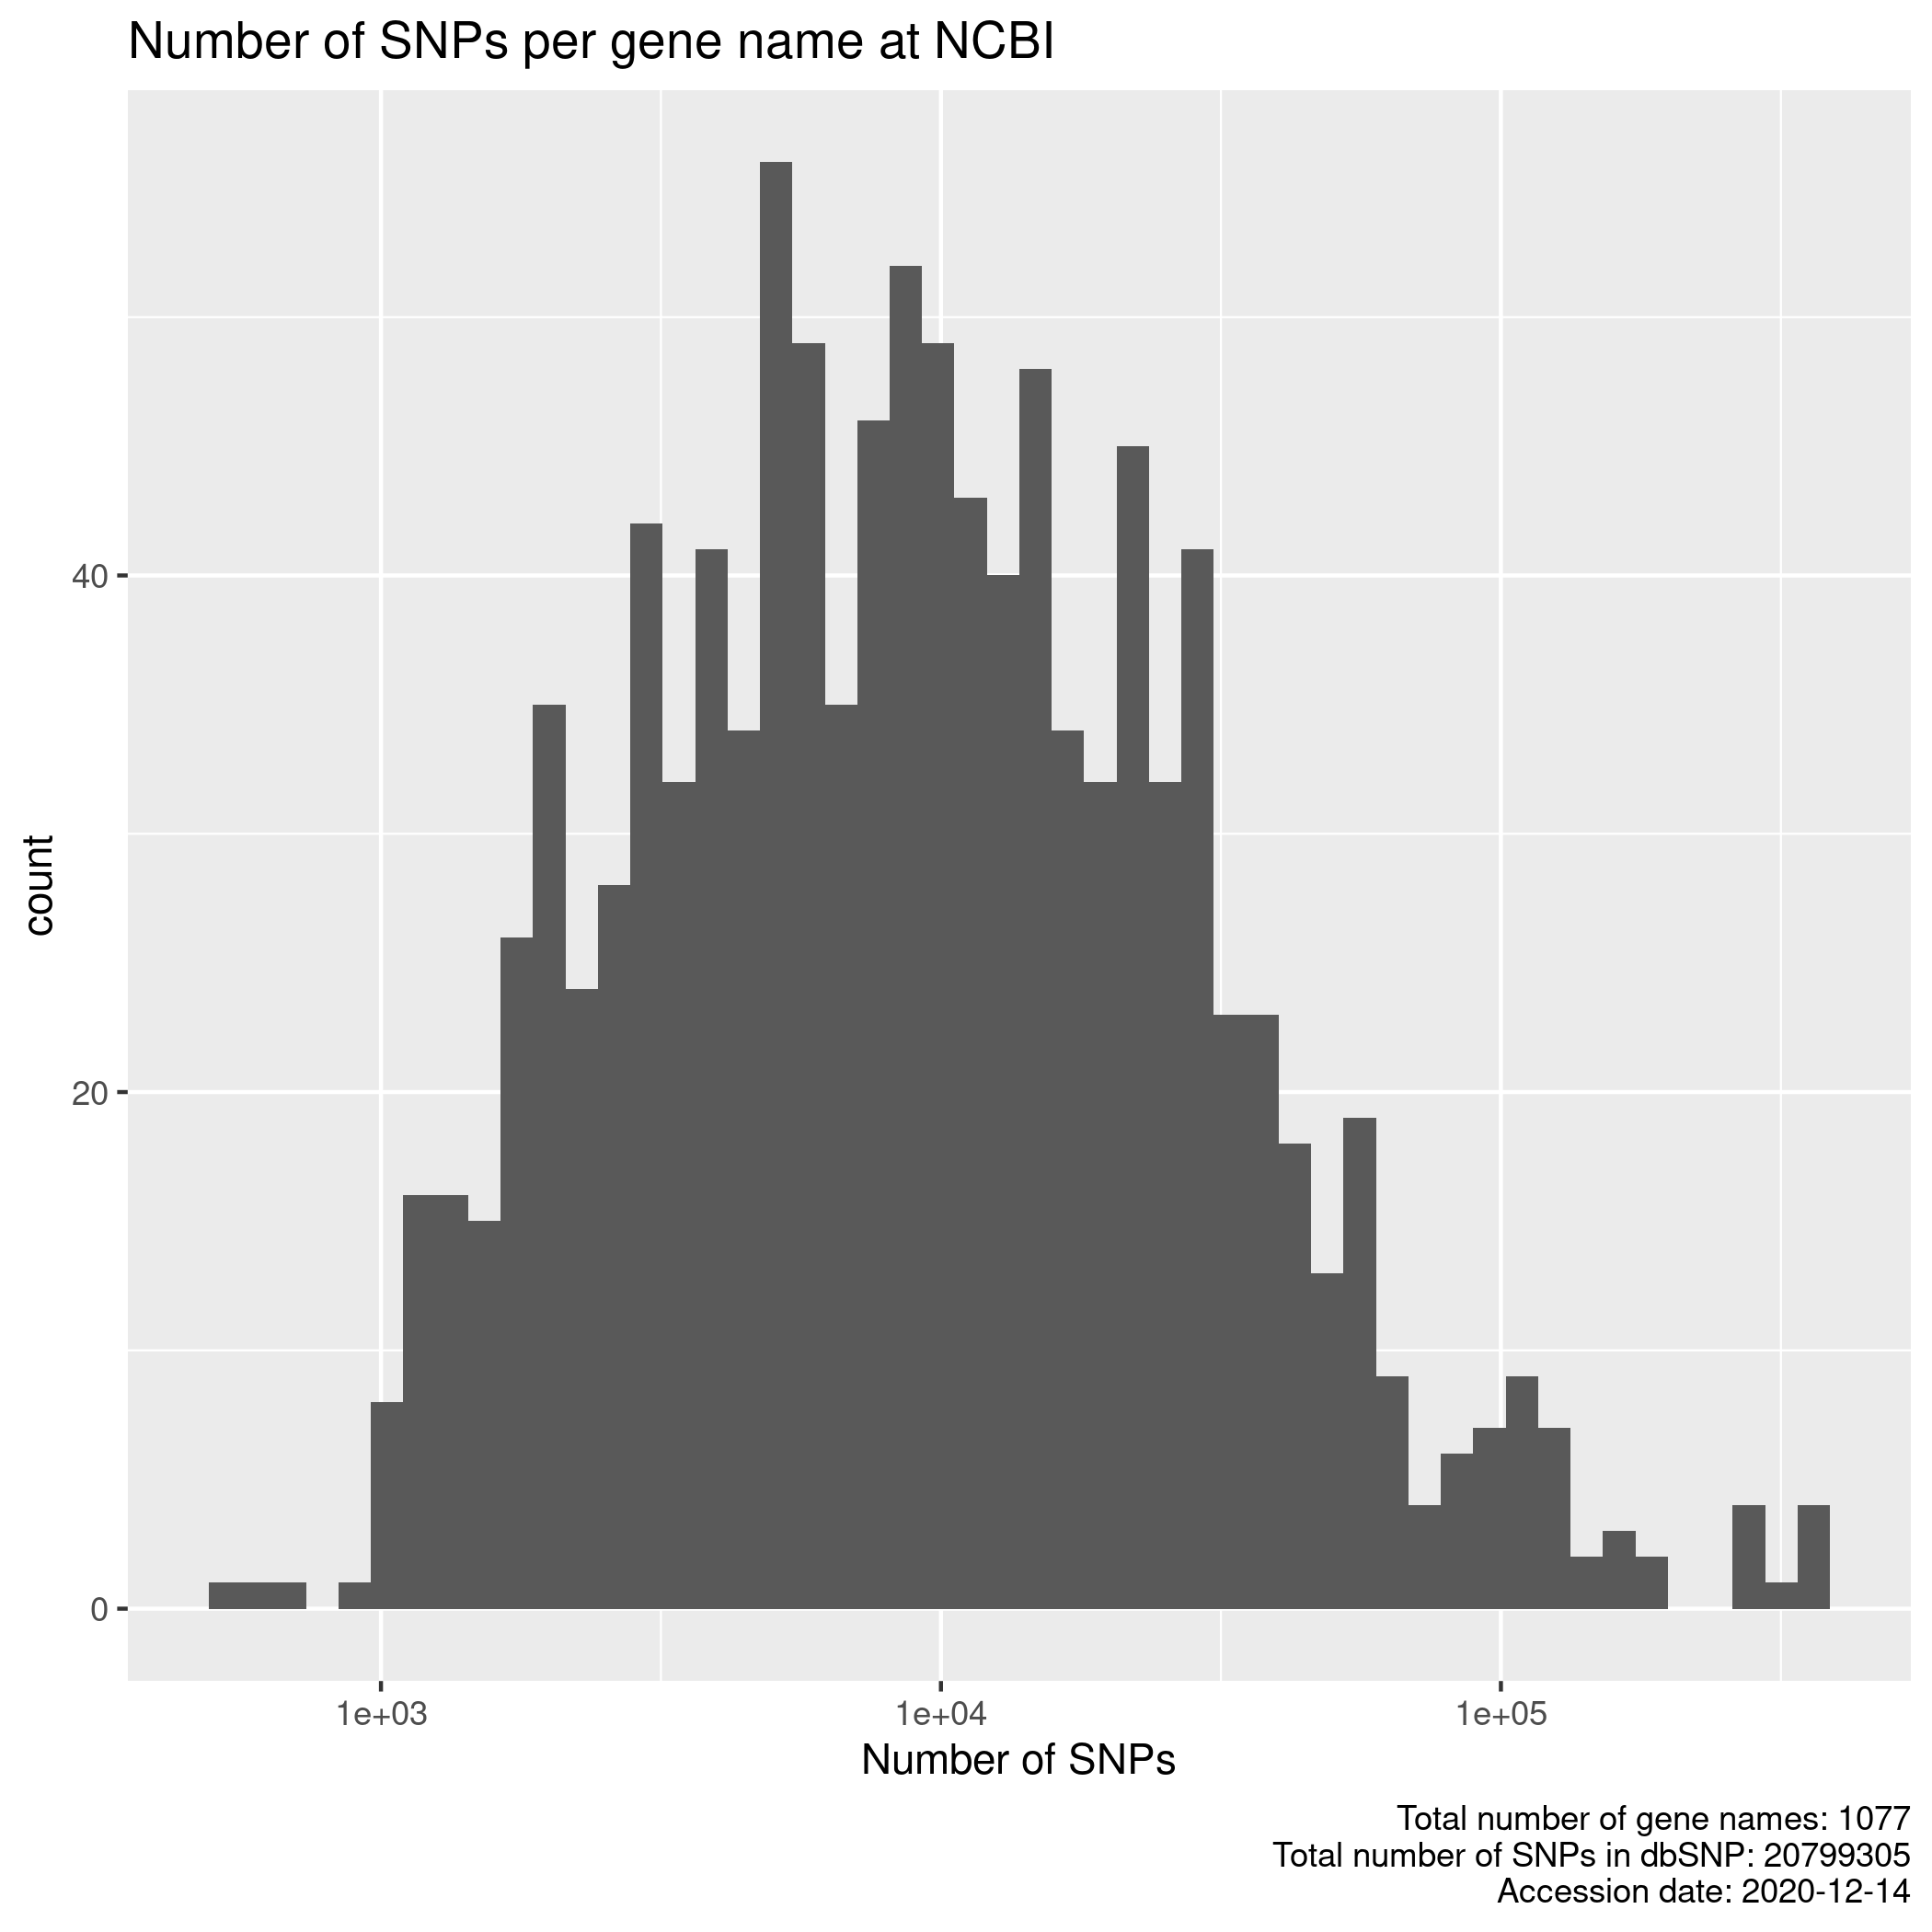 Number of SNPs per gene name at NCBI
count
40
20
0
1e+03
1e+04
1e+05
Number of SNPs
Total number of gene names: 1077
Total number of SNPs in dbSNP: 20799305
Accession date: 2020-12-14